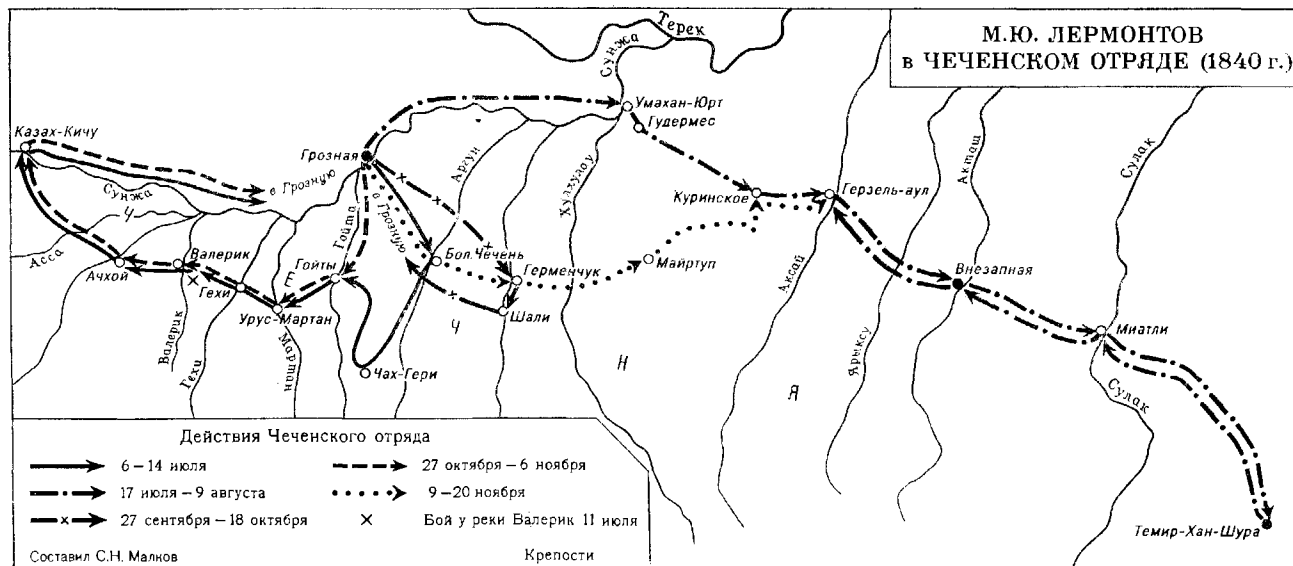 М.Ю. ЛЕРМОНТОВ
в ЧЕЧЕНСКОМ ОТРЯДЕ (1840 г.)
Терек
Сунжа
Умахан-Юрт
Гудермес
Казах-Кичу
Грозная
в Грозную
Сунжа
Ч
Асса
Ачхой
Валерик
Гехи
Е
Урус-Мартан
Гойты
Гойта
в Грозную
Аргун
Хулхулау
Бол. Чечень
Герменчук
Шали
Ч
Чах-Гери
Валерик
Гехи
Мартан
Куринское
Майртуп
Герзель-аул
Аксай
Н
Я
Ярыксу
Акташ
Внезапная
Сулак
Миатли
Сулак
Темир-Хан-Шура
Действия Чеченского отряда
6 – 14 июля
27 октября – 6 ноября
17 июля – 9 августа
9 – 20 ноября
27 сентября – 18 октября
Бой у реки Валерик 11 июля
Составил С.Н. Малков
Крепости